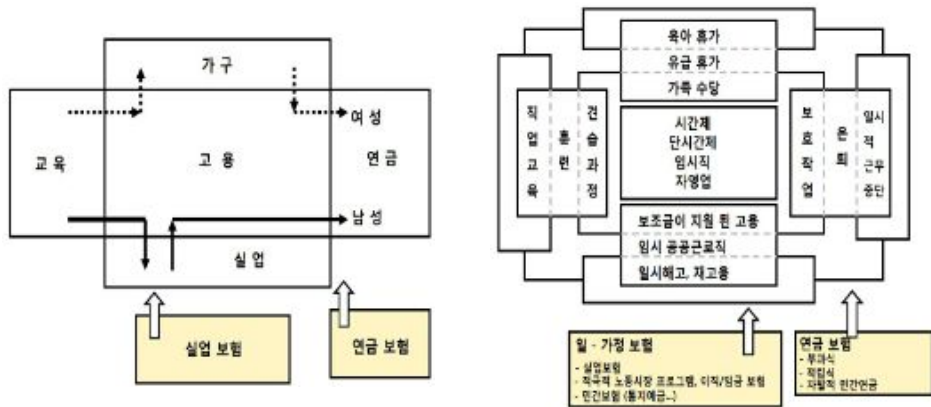 가구
여성
교육
고용
연금
남성
실업
실업 보험
연금 보험
육아 휴가
유급 휴가
가족 수당
직업교육
훈련
견습과정
시간제
단시간제
임시직
자영업
보호작업
은퇴
일시적 근무중단
보조금이 지원 된 고용
임시 공공근로직
일시해고, 재고용
일 - 가정 보험
- 실업보험
- 적극적 노동시장 프로그램, 이직/임금 보험
- 민간보험 (통지예금...)
연금 보험
- 부과식
- 적립식
- 자발적 민간연금